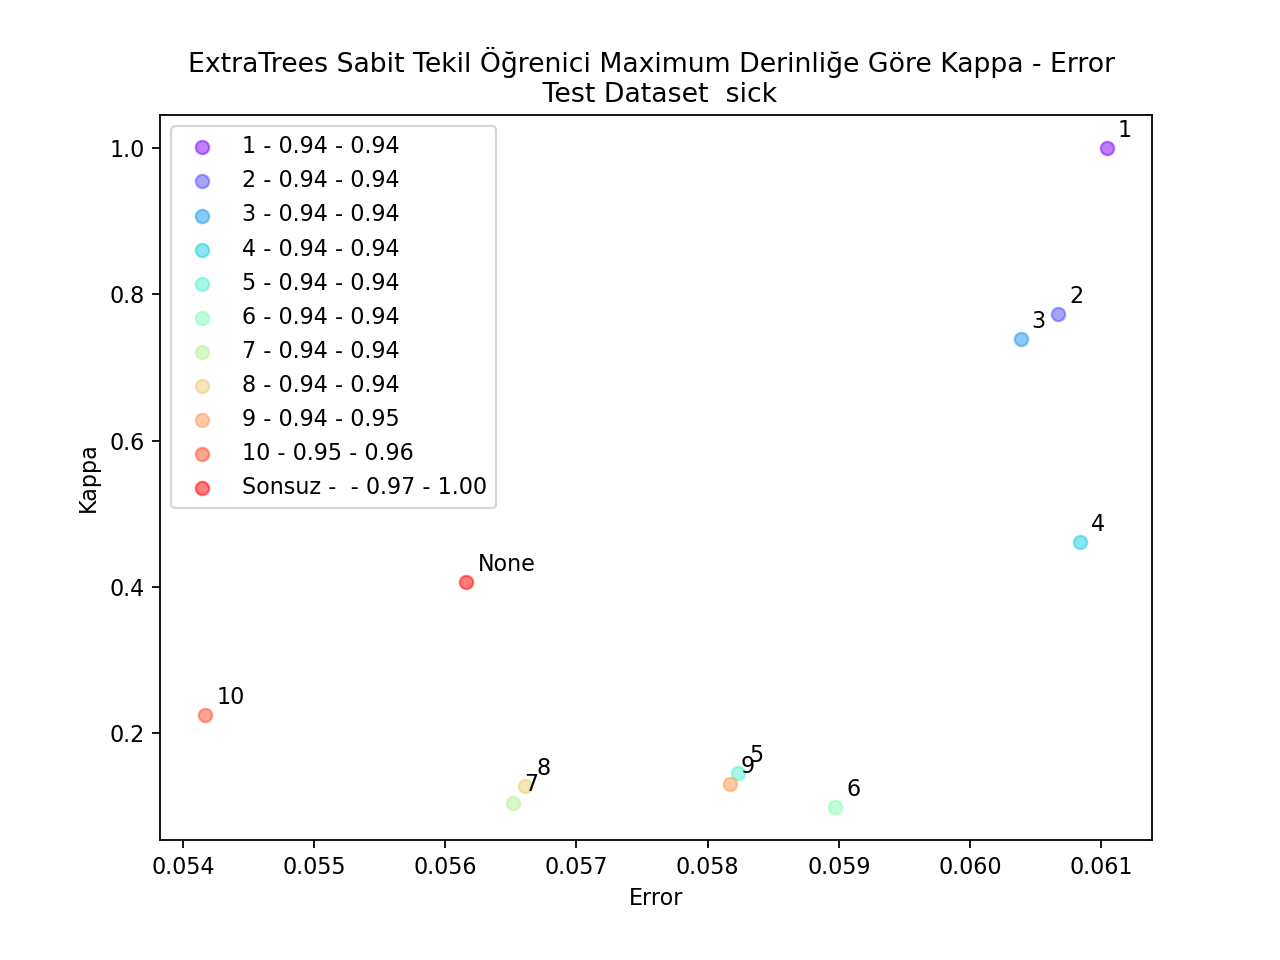 ExtraTrees Sabit Tekil Öğrenici Maximum Derinliğe Göre Kappa - Error
Test Dataset  sick
1 - 0.94 - 0.94
2 - 0.94 - 0.94
3 - 0.94 - 0.94
4 - 0.94 - 0.94
5 - 0.94 - 0.94
6 - 0.94 - 0.94
7 - 0.94 - 0.94
8 - 0.94 - 0.94
9 - 0.94 - 0.95
10 - 0.95 - 0.96
Sonsuz -  - 0.97 - 1.00
1
2
3
4
None
10
5
9
8
7
6
1.0
0.8
0.6
0.4
0.2
Kappa
0.054 0.055 0.056 0.057 0.058 0.059 0.060 0.061
Error